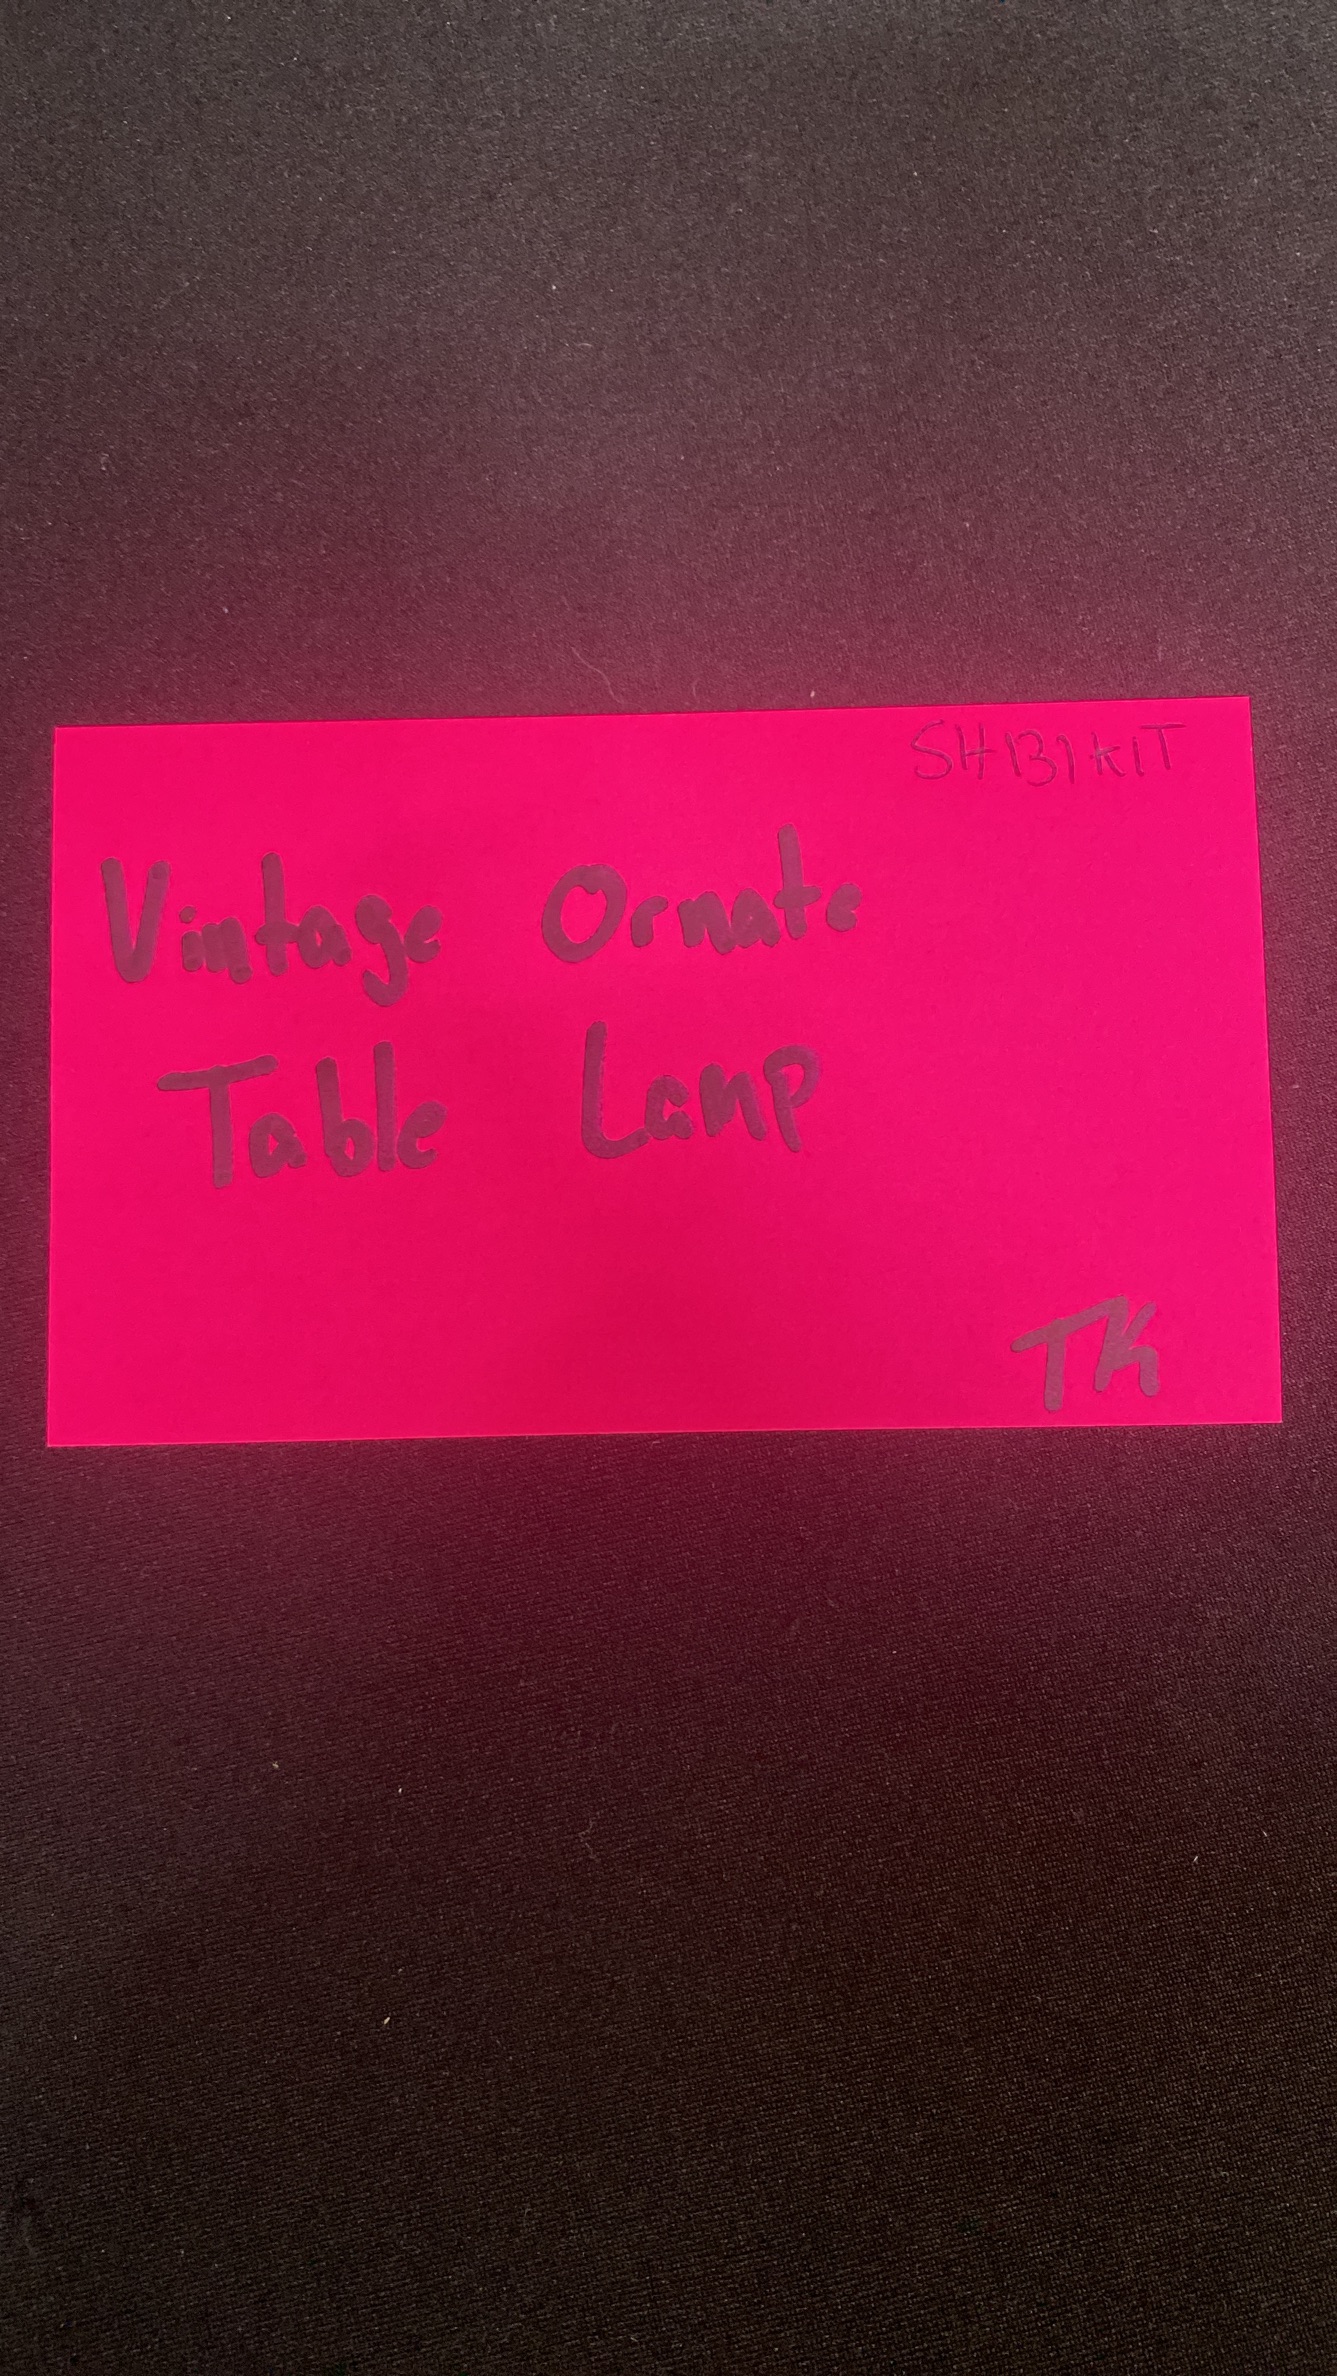 SH131KIT
Vintage Ornate
Table Lamp
TK